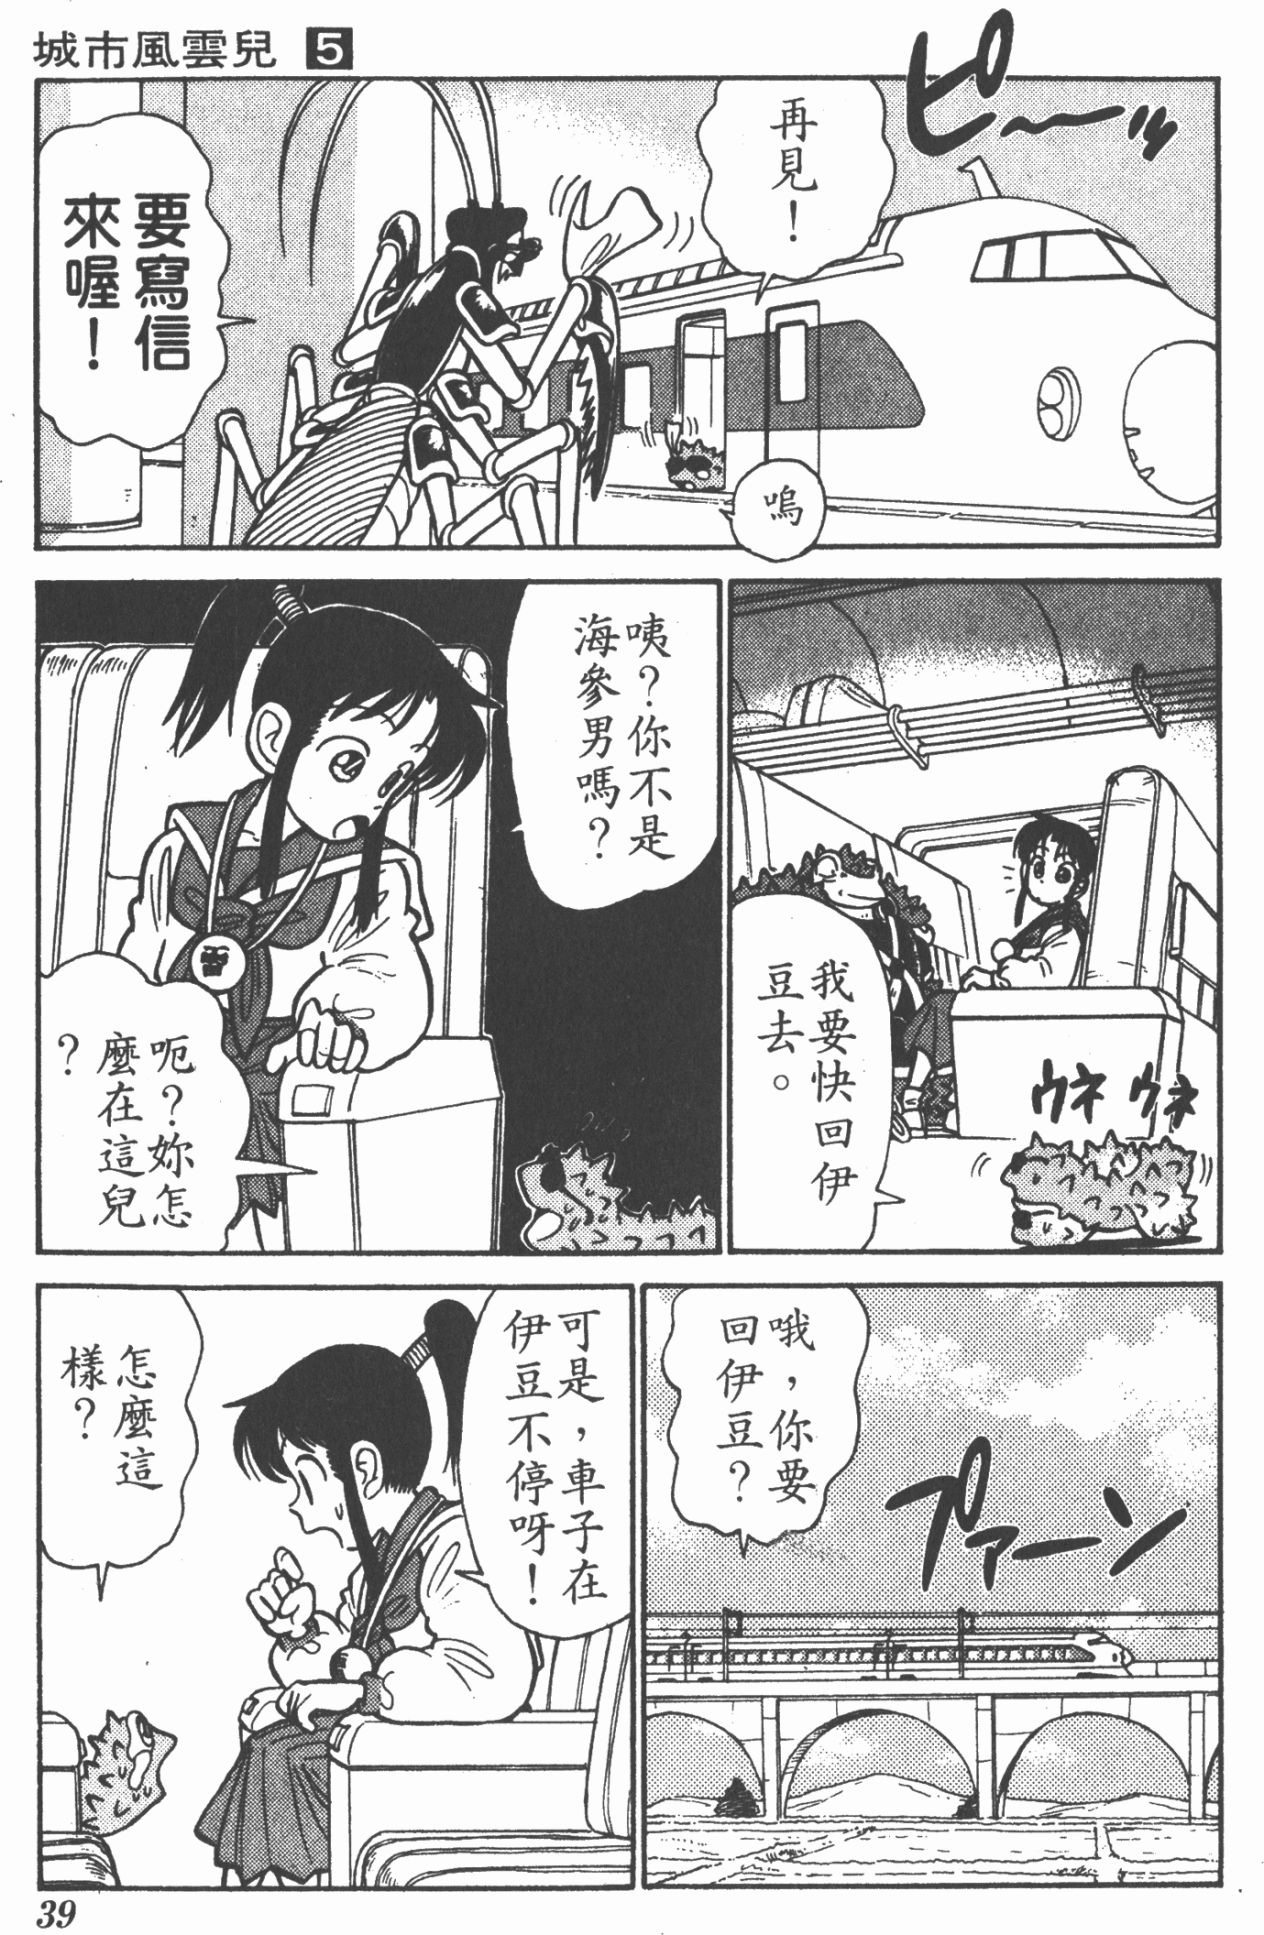 城市風雲兒 5
ピーッ
再見！
嗚
要寫信
來喔！
我要快回伊
豆去。
ウネ ウネ
咦？你不是
海參男嗎？
呃？妳怎
麼在這兒
？
哦，你要
回伊豆？
プァーン
可是，車子在
伊豆不停呀！
怎麼這
樣？
39